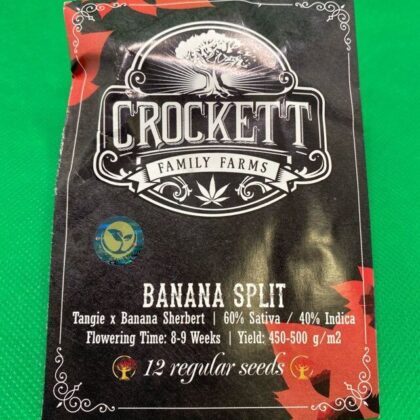 CROCKETT
FAMILY FARMS
BANANA SPLIT
Tangie x Banana Sherbert | 60% Sativa / 40% Indica
Flowering Time: 8-9 Weeks | Yield: 450-500 g/m2
12 regular seeds